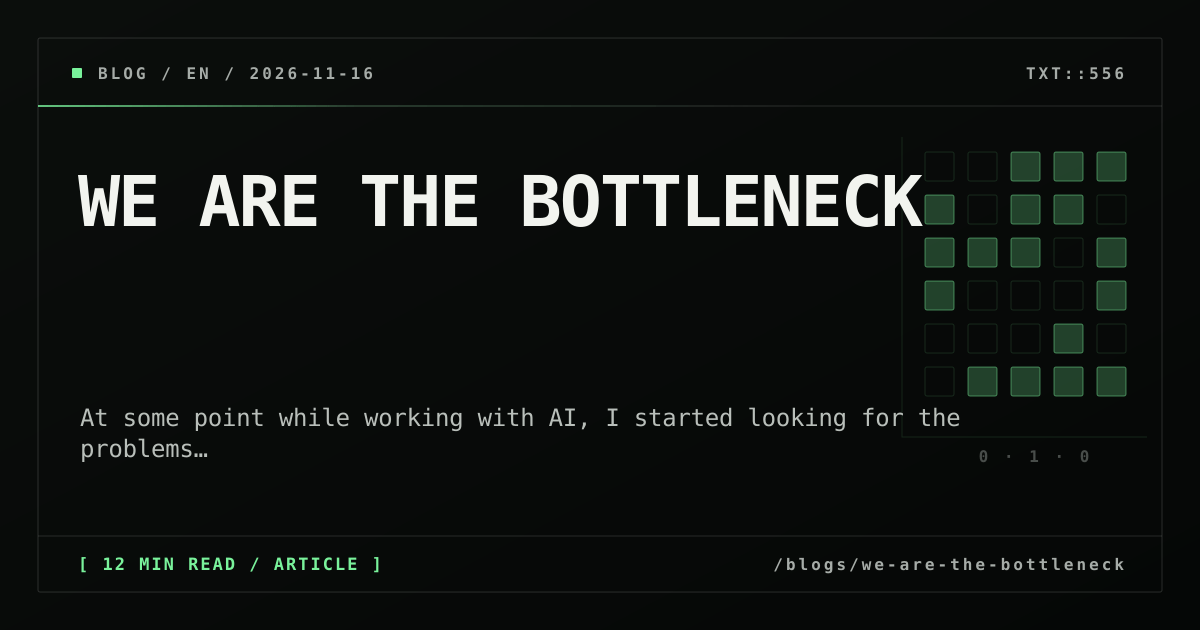 BLOG / EN / 2026-11-16
TXT::556
WE ARE THE BOTTLENECK
At some point while working with AI, I started looking for the
problems…
0 · 1 · 0
[ 12 MIN READ / ARTICLE ]
/blogs/we-are-the-bottleneck